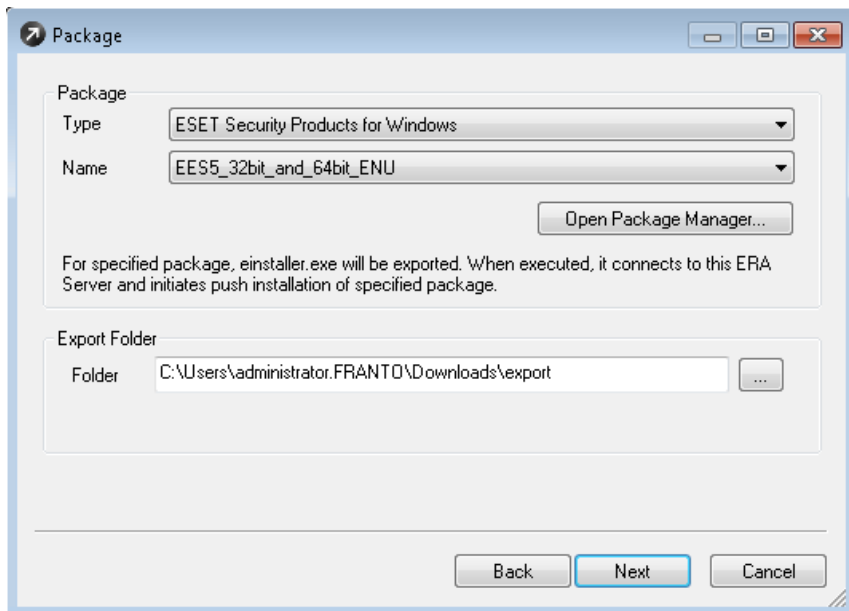 Package
Package
Type
ESET Security Products for Windows
Name
EES5_32bit_and_64bit_ENU
Open Package Manager...
For specified package, einstaller.exe will be exported. When executed, it connects to this ERA
Server and initiates push installation of specified package.
Export Folder
Folder
C:\Users\administrator.FRANTO\Downloads\export
...
Back
Next
Cancel